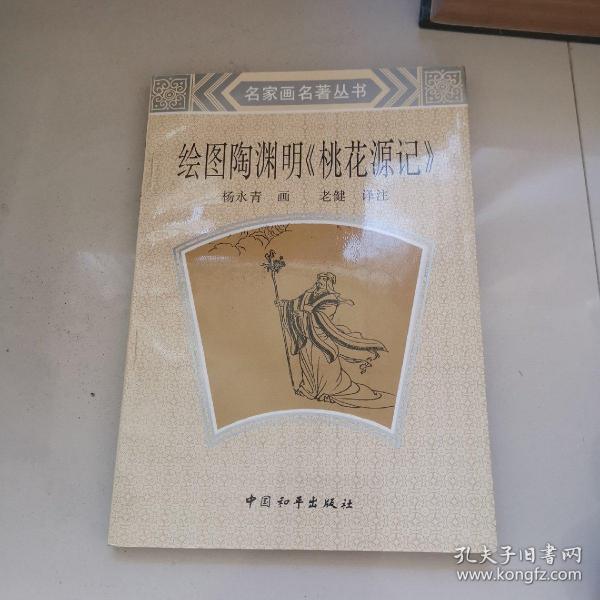 名家画名著丛书
绘图陶渊明《桃花源记》
杨永青 画 老健 译注
中国和平出版社
孔夫子旧书网
www.kongfz.com